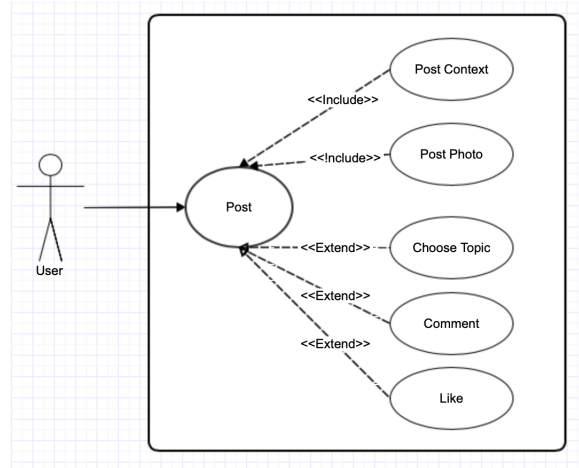 Post Context
<<Include>>
<<Include>>
Post Photo
Post
User
<<Extend>>
Choose Topic
<<Extend>>
Comment
<<Extend>>
Like